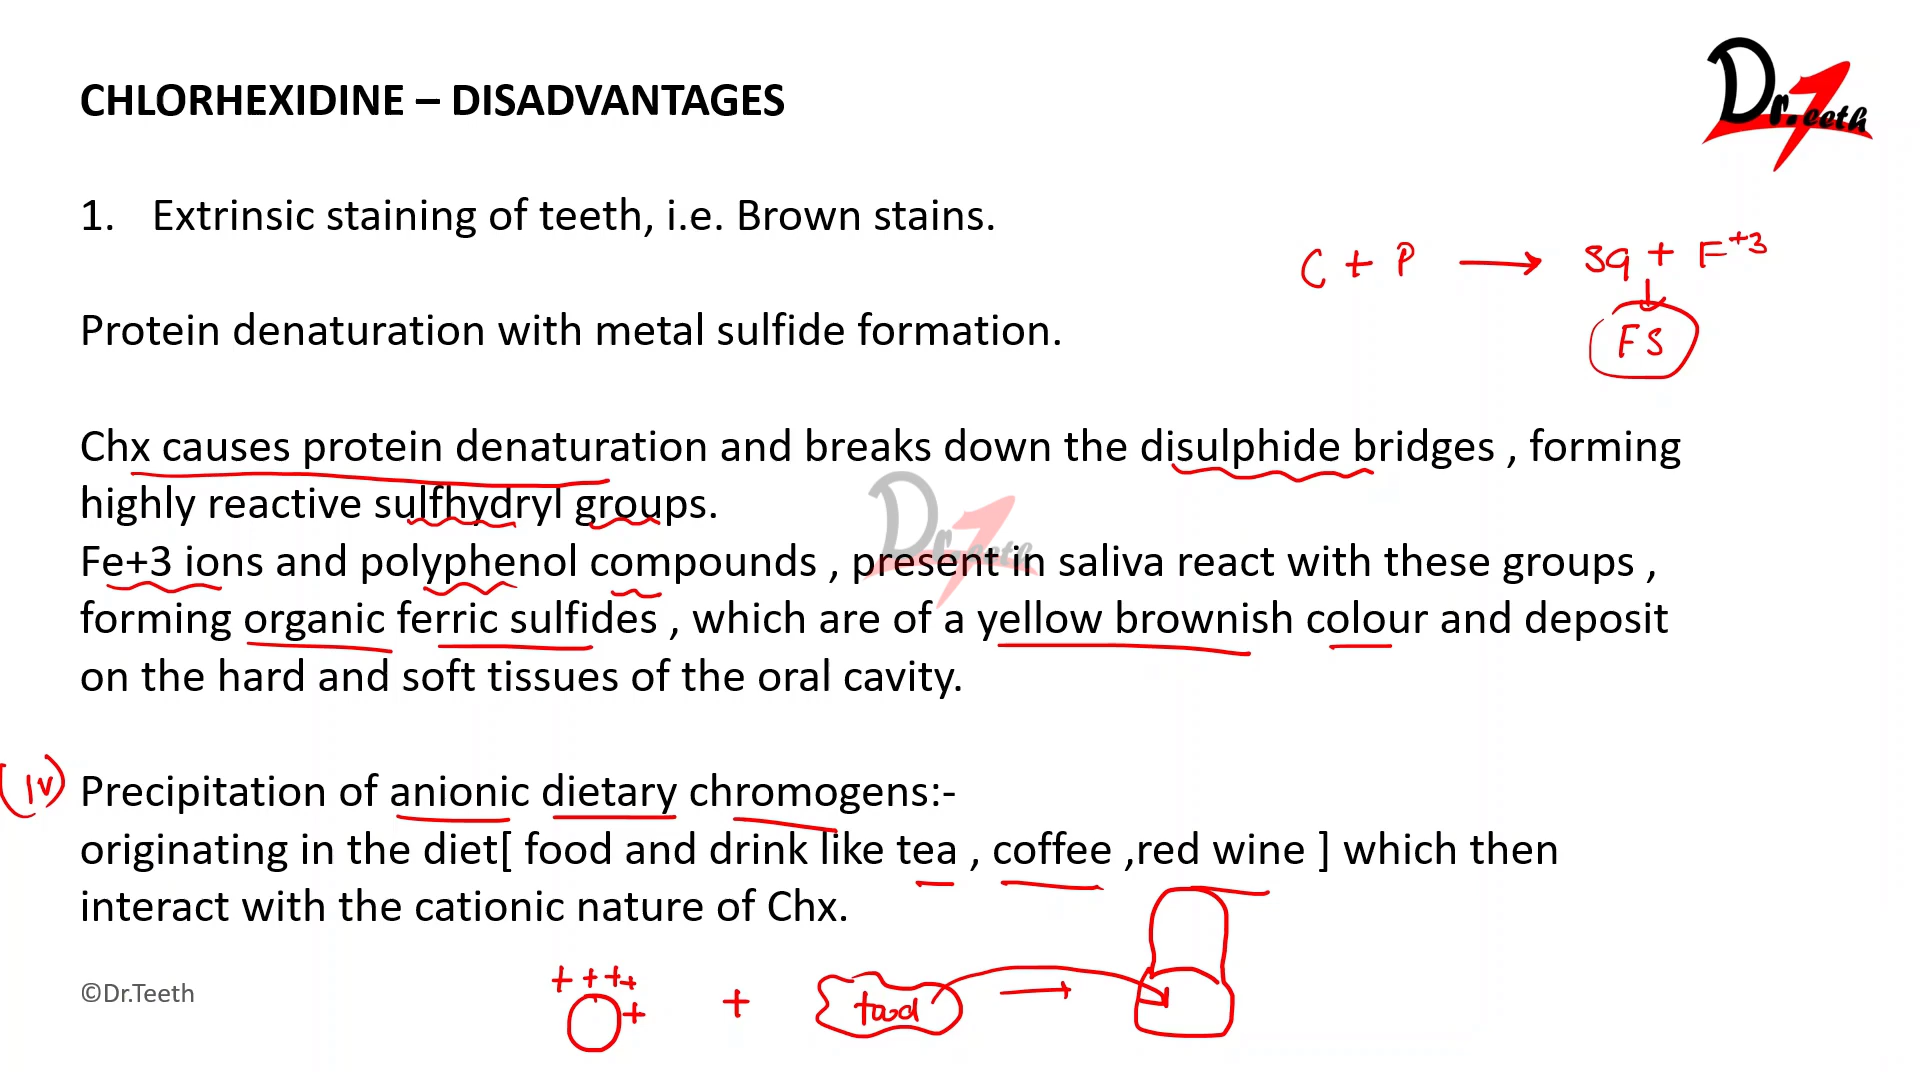 CHLORHEXIDINE – DISADVANTAGES
Dr.Teeth
1. Extrinsic staining of teeth, i.e. Brown stains.
C + P → Sg + F+3
↓
FS
Protein denaturation with metal sulfide formation.
Chx causes protein denaturation and breaks down the disulphide bridges , forming
highly reactive sulfhydryl groups.
Fe+3 ions and polyphenol compounds , present in saliva react with these groups ,
forming organic ferric sulfides , which are of a yellow brownish colour and deposit
on the hard and soft tissues of the oral cavity.
Dr.Teeth
(iv) Precipitation of anionic dietary chromogens:-
originating in the diet[ food and drink like tea , coffee ,red wine ] which then
interact with the cationic nature of Chx.
++++
+ + food →
©Dr.Teeth